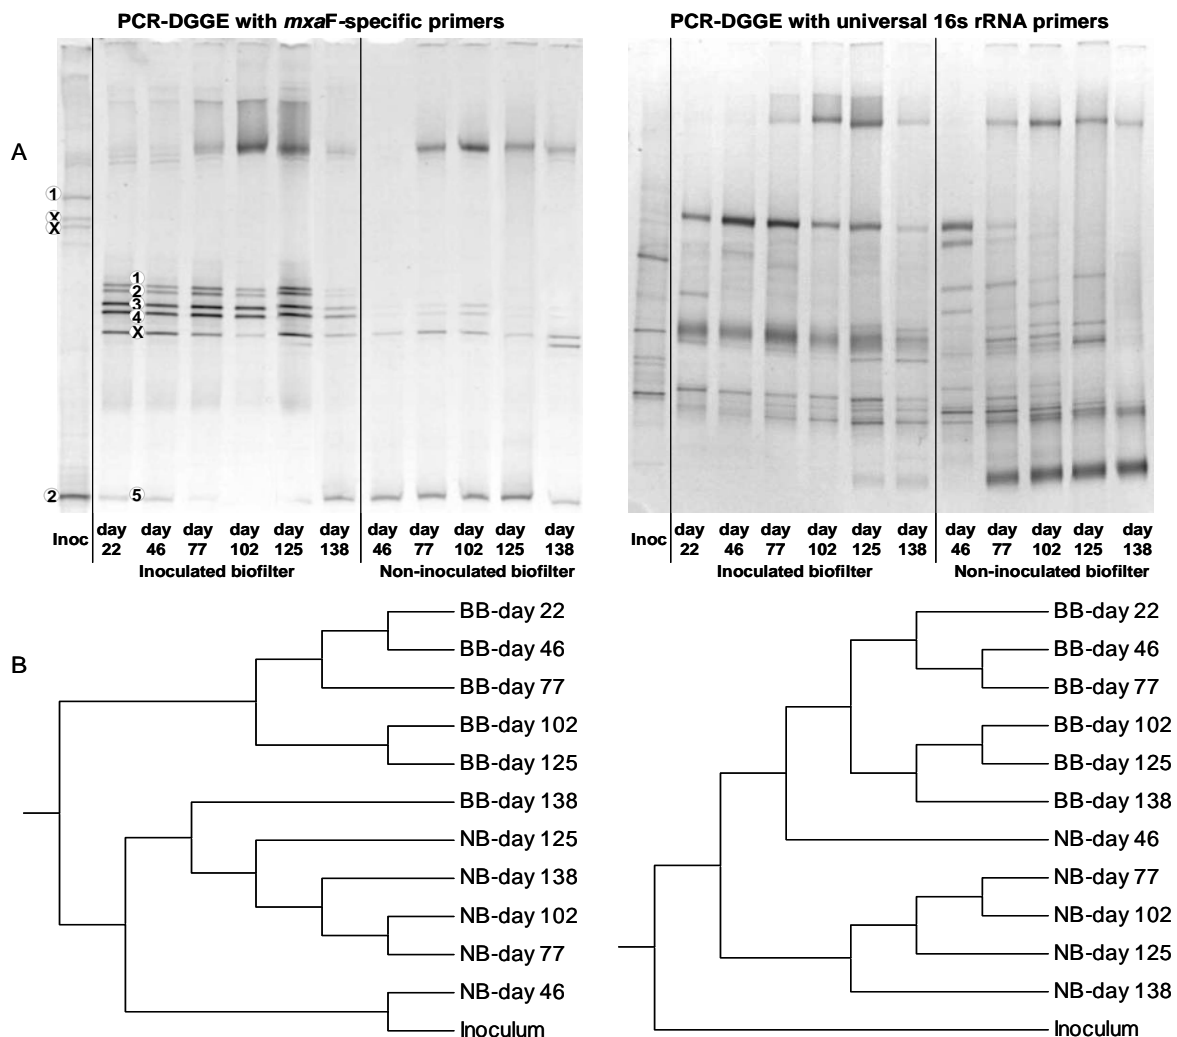 PCR-DGGE with mxaF-specific primers
PCR-DGGE with universal 16s rRNA primers
A
1
X
X
1
2
3
4
X
2
5
Inoc
day 22
day 46
day 77
day 102
day 125
day 138
day 46
day 77
day 102
day 125
day 138
Inoculated biofilter
Non-inoculated biofilter
Inoc
day 22
day 46
day 77
day 102
day 125
day 138
day 46
day 77
day 102
day 125
day 138
Inoculated biofilter
Non-inoculated biofilter
B
BB-day 22
BB-day 46
BB-day 77
BB-day 102
BB-day 125
BB-day 138
NB-day 125
NB-day 138
NB-day 102
NB-day 77
NB-day 46
Inoculum
BB-day 22
BB-day 46
BB-day 77
BB-day 102
BB-day 125
BB-day 138
NB-day 46
NB-day 77
NB-day 102
NB-day 125
NB-day 138
Inoculum